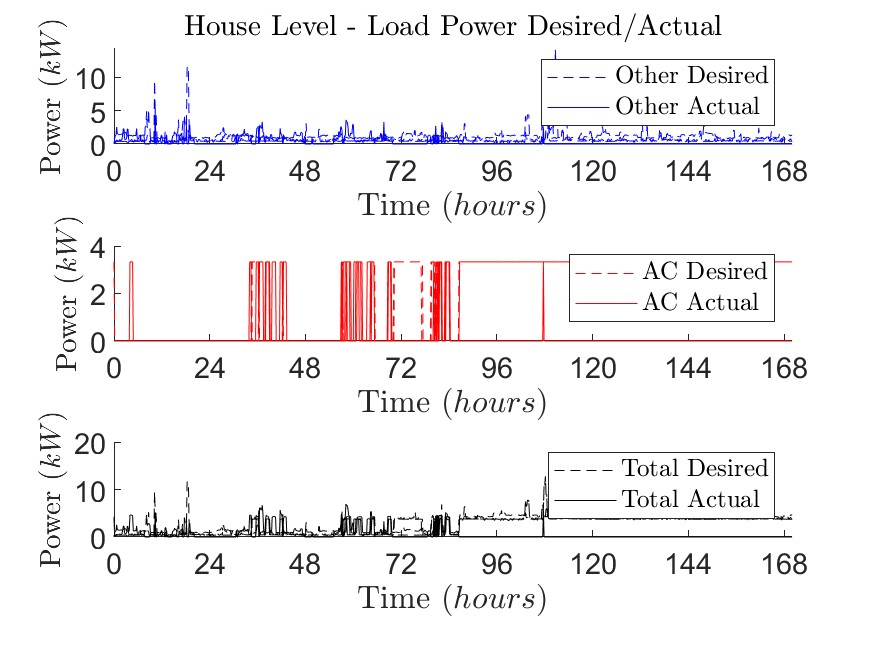 House Level - Load Power Desired/Actual
Power (kW)
10
5
0
Other Desired
Other Actual
0 24 48 72 96 120 144 168
Time (hours)
Power (kW)
4
2
0
AC Desired
AC Actual
0 24 48 72 96 120 144 168
Time (hours)
Power (kW)
20
10
0
Total Desired
Total Actual
0 24 48 72 96 120 144 168
Time (hours)